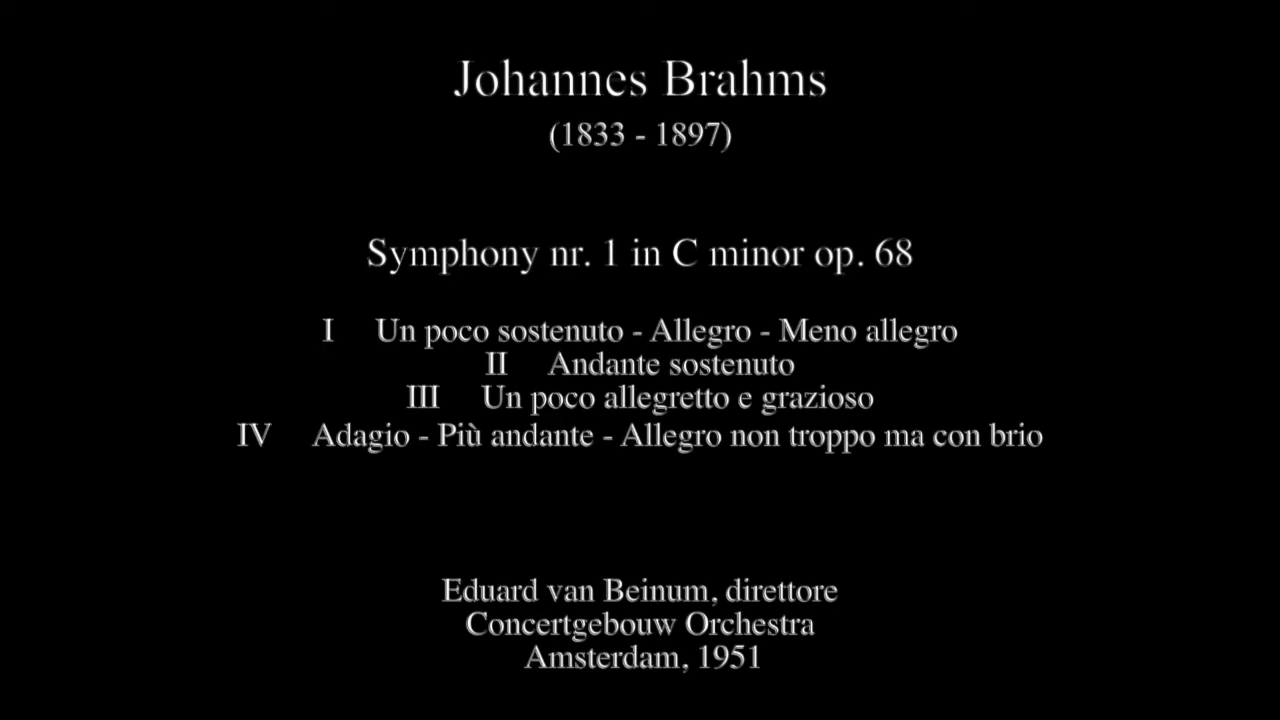 Johannes Brahms
(1833 - 1897)
Symphony nr. 1 in C minor op. 68
I Un poco sostenuto - Allegro - Meno allegro
II Andante sostenuto
III Un poco allegretto e grazioso
IV Adagio - Più andante - Allegro non troppo ma con brio
Eduard van Beinum, direttore
Concertgebouw Orchestra
Amsterdam, 1951